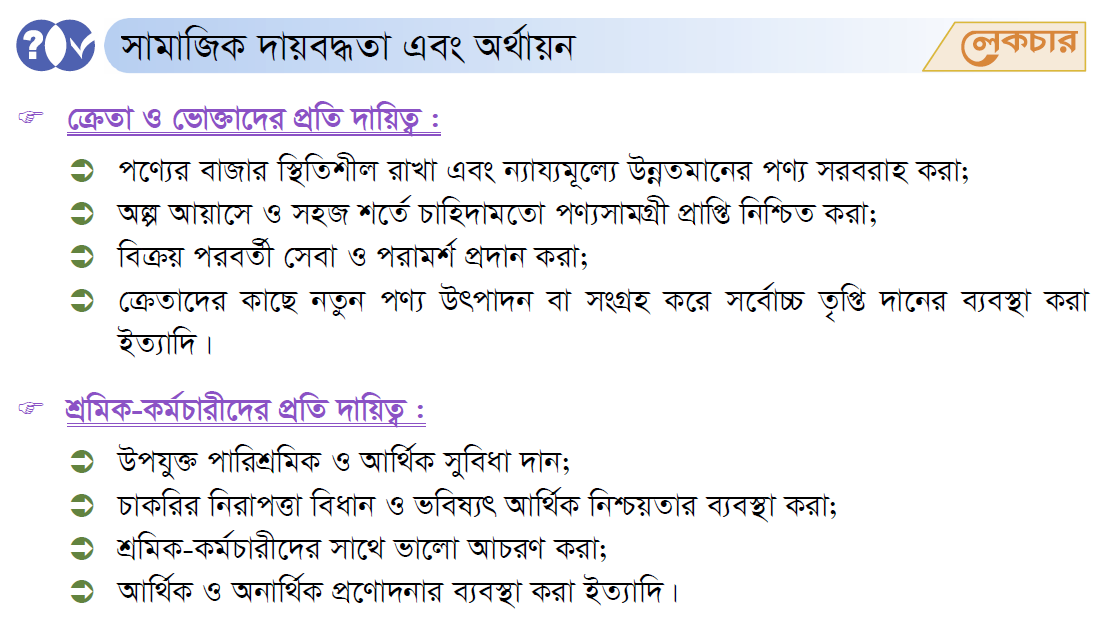 সামাজিক দায়বদ্ধতা এবং অর্থায়ন
লেকচার
ক্রেতা ও ভোক্তাদের প্রতি দায়িত্ব :
পণ্যের বাজার স্থিতিশীল রাখা এবং ন্যায্যমূল্যে উন্নতমানের পণ্য সরবরাহ করা;
অল্প আয়াসে ও সহজ শর্তে চাহিদামতো পণ্যসামগ্রী প্রাপ্তি নিশ্চিত করা;
বিক্রয় পরবর্তী সেবা ও পরামর্শ প্রদান করা;
ক্রেতাদের কাছে নতুন পণ্য উৎপাদন বা সংগ্রহ করে সর্বোচ্চ তৃপ্তি দানের ব্যবস্থা করা
ইত্যাদি।
শ্রমিক-কর্মচারীদের প্রতি দায়িত্ব :
উপযুক্ত পারিশ্রমিক ও আর্থিক সুবিধা দান;
চাকরির নিরাপত্তা বিধান ও ভবিষ্যৎ আর্থিক নিশ্চয়তার ব্যবস্থা করা;
শ্রমিক-কর্মচারীদের সাথে ভালো আচরণ করা;
আর্থিক ও অনার্থিক প্রণোদনার ব্যবস্থা করা ইত্যাদি।